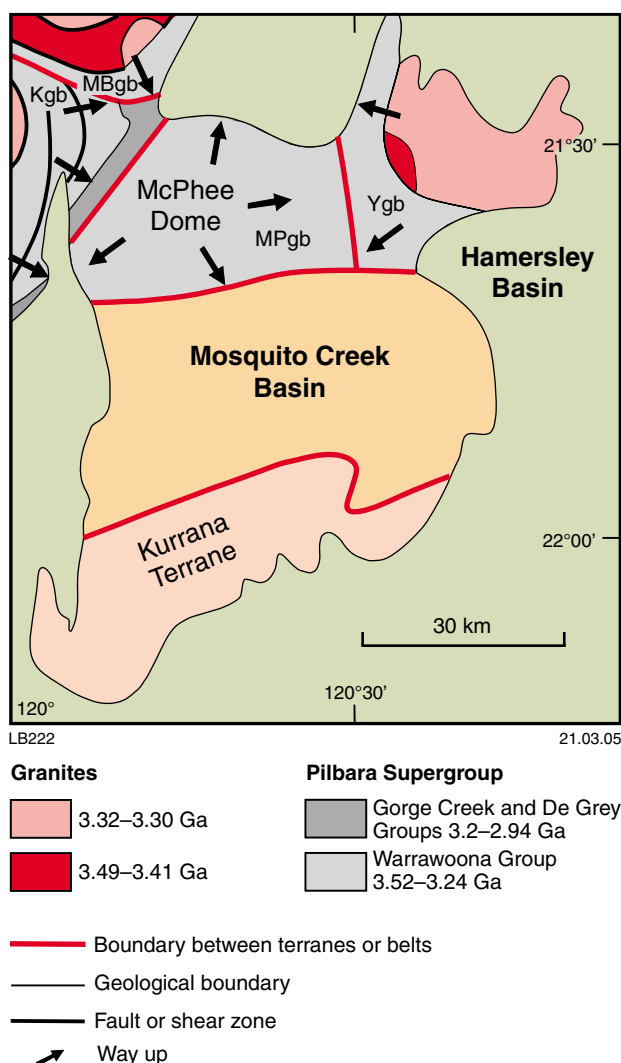 MBgb
Kgb
21°30'
McPhee
Dome
Ygb
MPgb
Hamersley
Basin
Mosquito Creek
Basin
Kurrana
Terrane
22°00'
30 km
120°
120°30'
LB222
21.03.05
Granites
3.32–3.30 Ga
3.49–3.41 Ga
Pilbara Supergroup
Gorge Creek and De Grey
Groups 3.2–2.94 Ga
Warrawoona Group
3.52–3.24 Ga
Boundary between terranes or belts
Geological boundary
Fault or shear zone
Way up